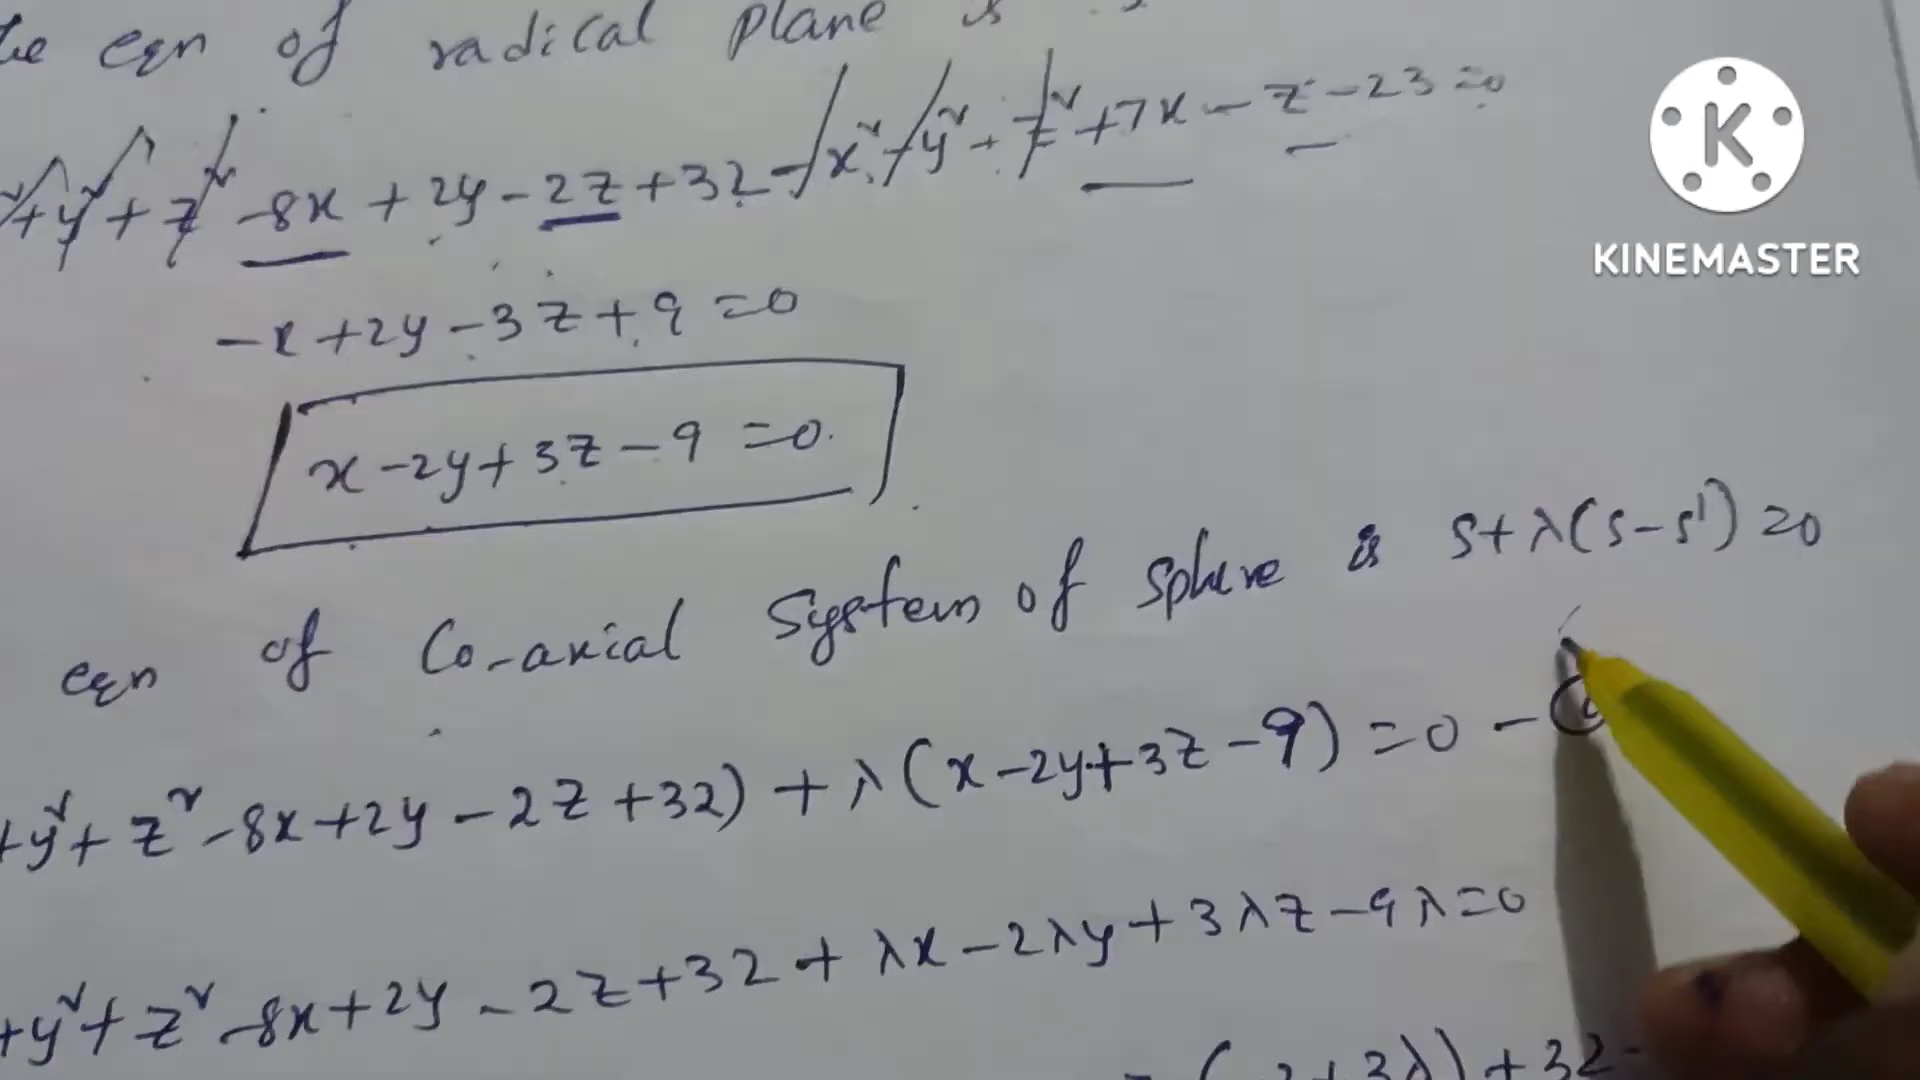 eqn of radical plane is
+y²+z²-8x+2y-2z+32-x²-y²-z²+7x-z-23=0
-x+2y-3z+9=0
x-2y+3z-9=0.
eqn of Co-axial System of Sphere is S+λ(S-S')=0
+y²+z²-8x+2y-2z+32)+λ(x-2y+3z-9)=0-
+y²+z²-8x+2y-2z+32+λx-2λy+3λz-9λ=0
+3λ)+32-
K
KINEMASTER